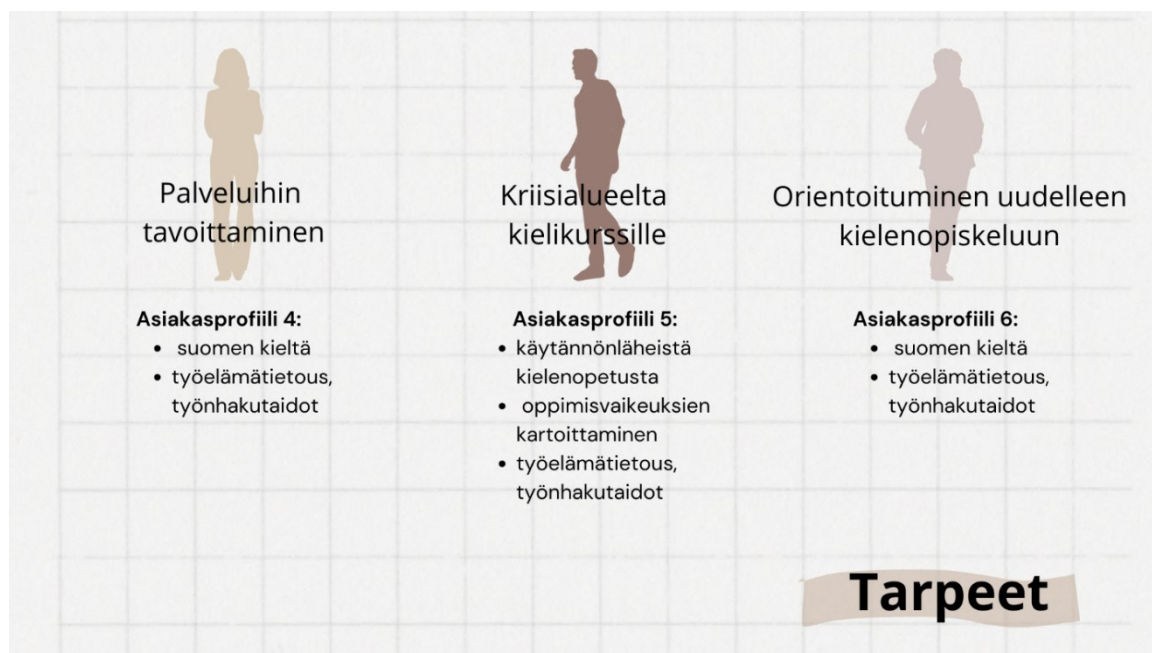 Palveluihin
tavoittaminen
Asiakasprofiili 4:
• suomen kieltä
• työelämätietous,
työnhakutaidot
Kriisialueelta
kielikurssille
Asiakasprofiili 5:
• käytännönläheistä
kielenopetusta
• oppimisvaikeuksien
kartoittaminen
• työelämätietous,
työnhakutaidot
Orientoituminen uudelleen
kielenopiskeluun
Asiakasprofiili 6:
• suomen kieltä
• työelämätietous,
työnhakutaidot
Tarpeet